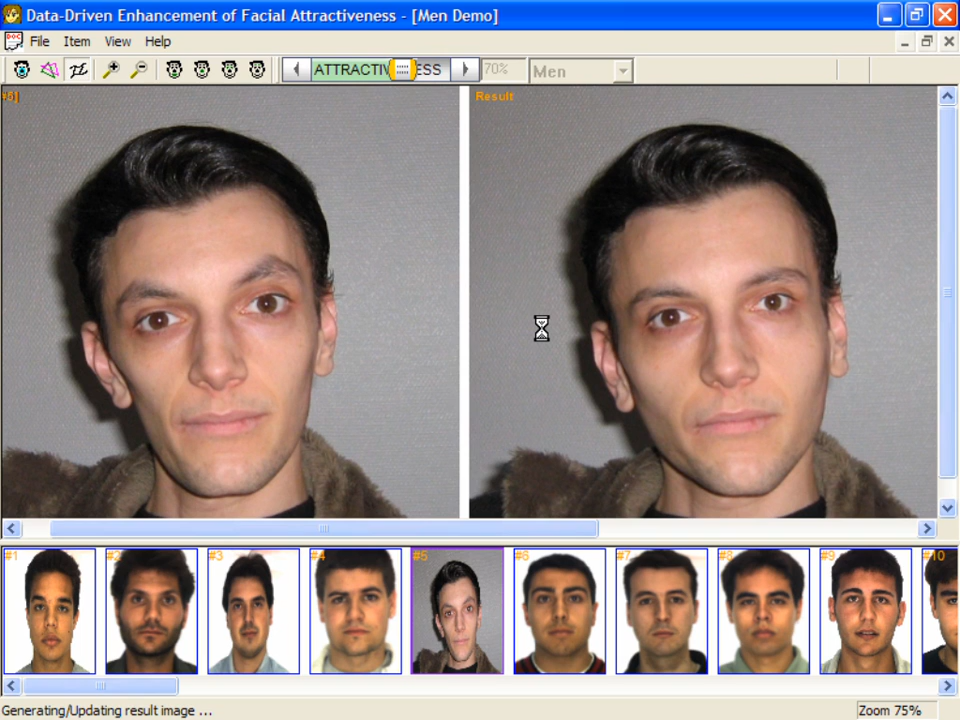 Data-Driven Enhancement of Facial Attractiveness - [Men Demo]
File Item View Help
ATTRACTIV ESS 70% Men
#5]
Result
#1 #2 #3 #4 #5 #6 #7 #8 #9 #10
Generating/Updating result image ... Zoom 75%